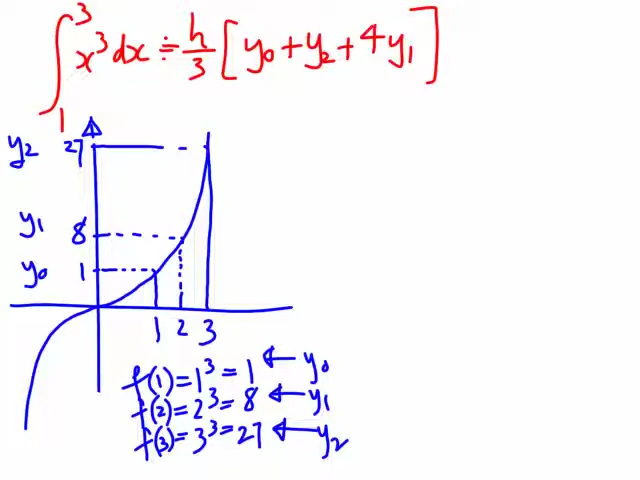 ∫₁³ x³ dx ≑ h/3 [y₀ + y₂ + 4y₁]
y₂ 27
y₁ 8
y₀ 1
1 2 3
f(1) = 1³ = 1 ← y₀
f(2) = 2³ = 8 ← y₁
f(3) = 3³ = 27 ← y₂